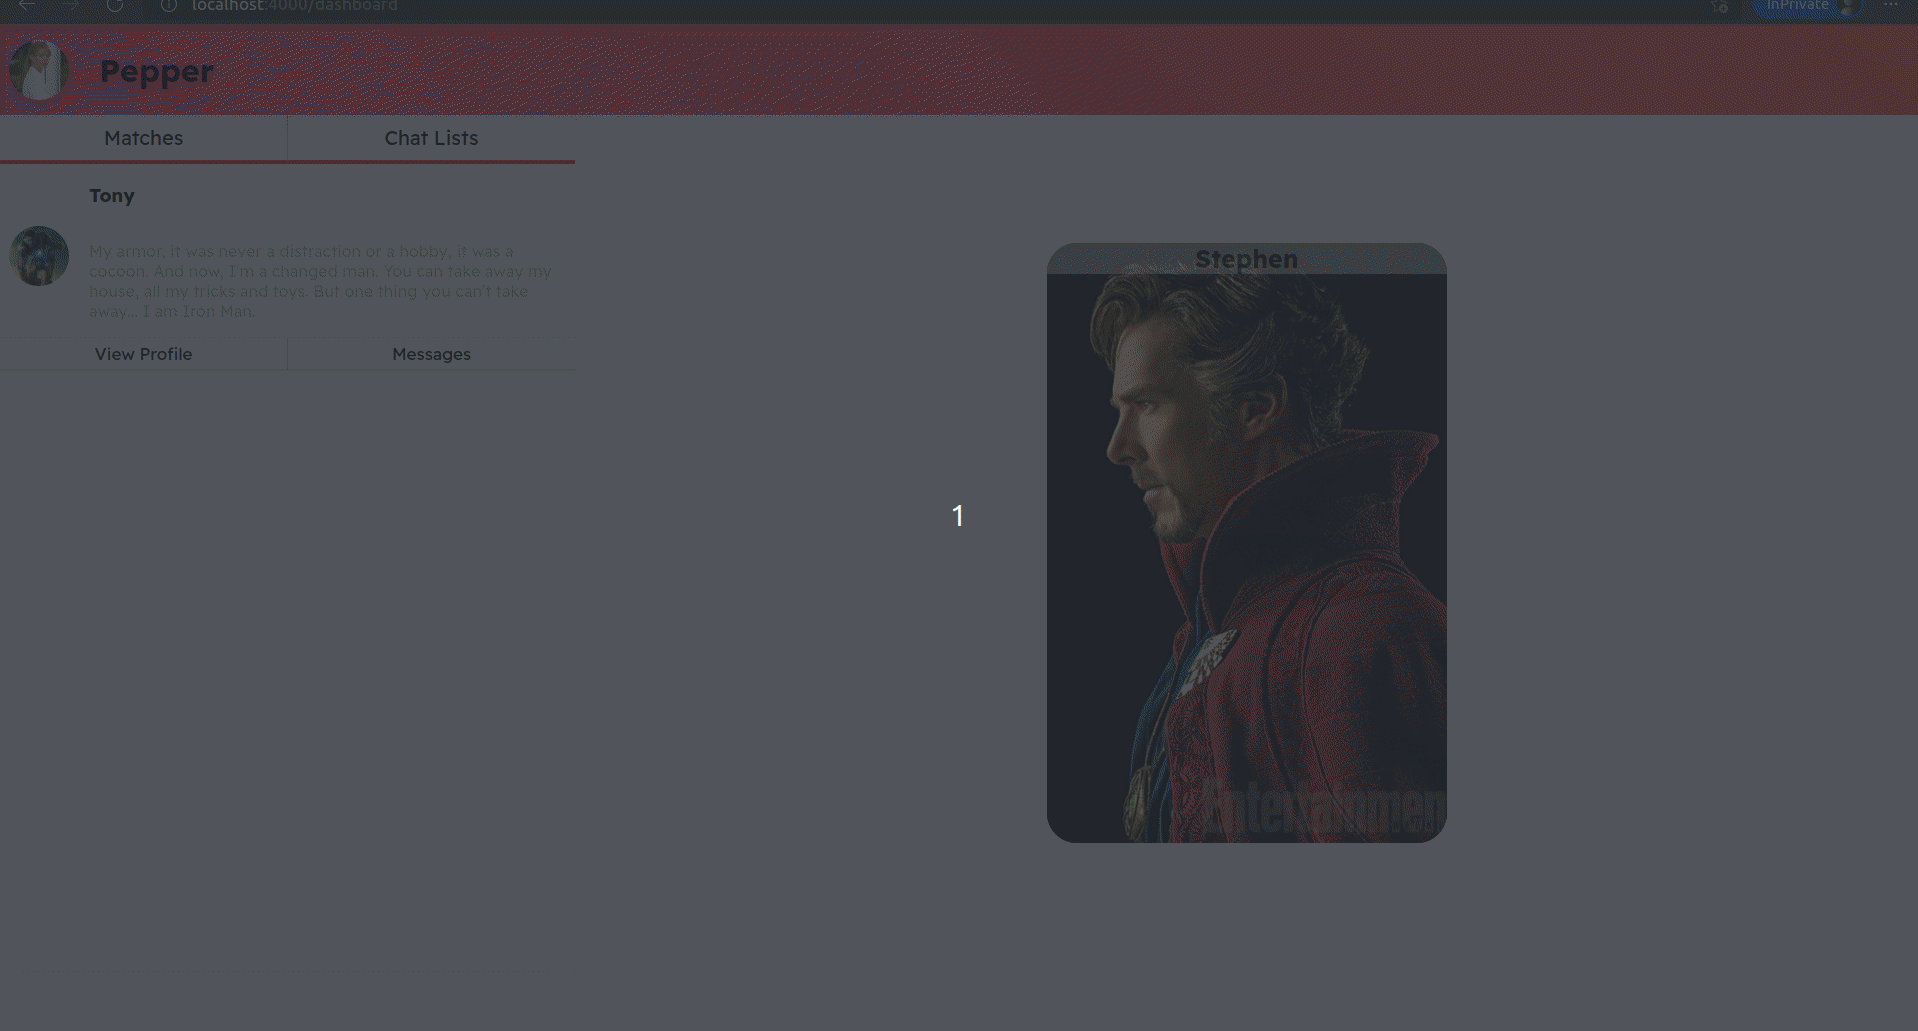 localhost:4000/dashboard
InPrivate
Pepper
Matches
Chat Lists
Tony
My armor, it was never a distraction or a hobby, it was a
cocoon. And now, I'm a changed man. You can take away my
house, all my tricks and toys. But one thing you can't take
away... I am Iron Man.
View Profile
Messages
Stephen
1
Entertainmen